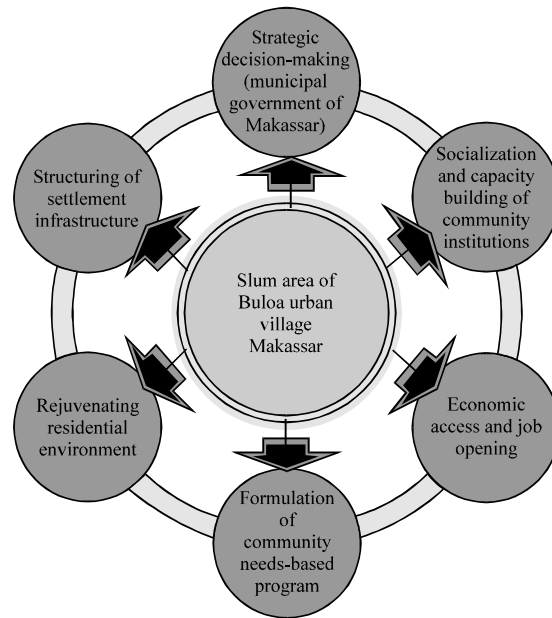 Strategic
decision-making
(municipal
government of
Makassar)
Socialization
and capacity
building of
community
institutions
Structuring of
settlement
infrastructure
Slum area of
Buloa urban
village
Makassar
Rejuvenating
residential
environment
Economic
access and job
opening
Formulation
of
community
needs-based
program